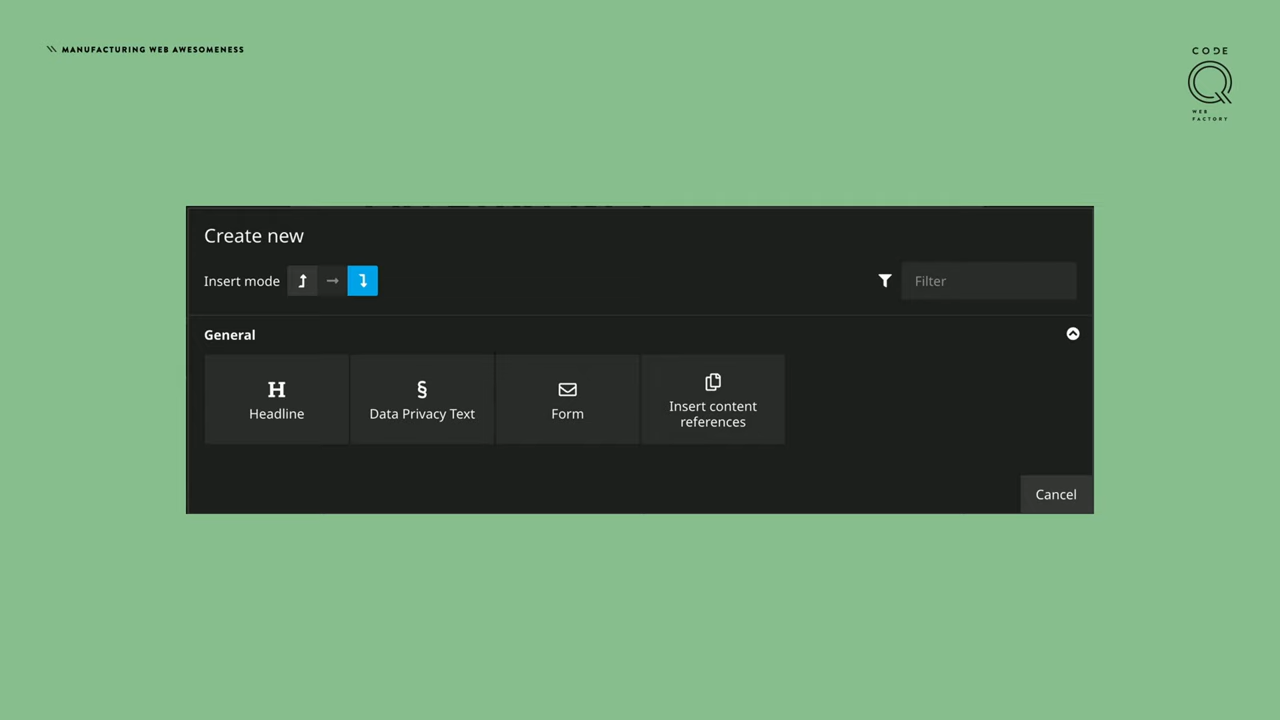 \\ MANUFACTURING WEB AWESOMENESS
CODE
Q
WEB
FACTORY
Create new
Insert mode
Filter
General
H
Headline
§
Data Privacy Text
Form
Insert content
references
Cancel